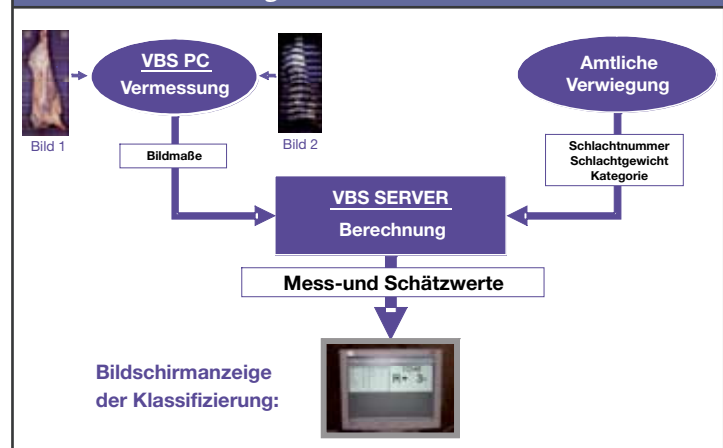 VBS PC
Vermessung
Amtliche
Verwiegung
Bild 1
Bild 2
Bildmaße
Schlachtnummer
Schlachtgewicht
Kategorie
VBS SERVER
Berechnung
Mess-und Schätzwerte
Bildschirmanzeige
der Klassifizierung: